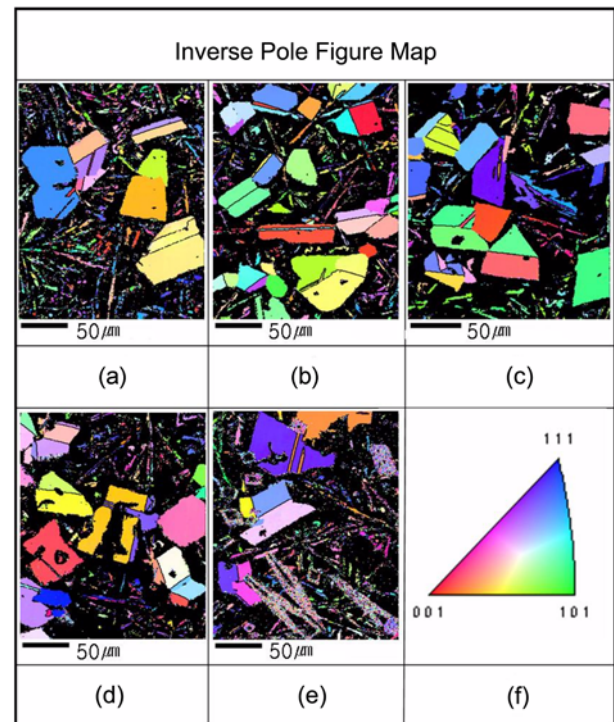 Inverse Pole Figure Map
50㎛
50㎛
50㎛
(a)
(b)
(c)
50㎛
50㎛
111
001
101
(d)
(e)
(f)